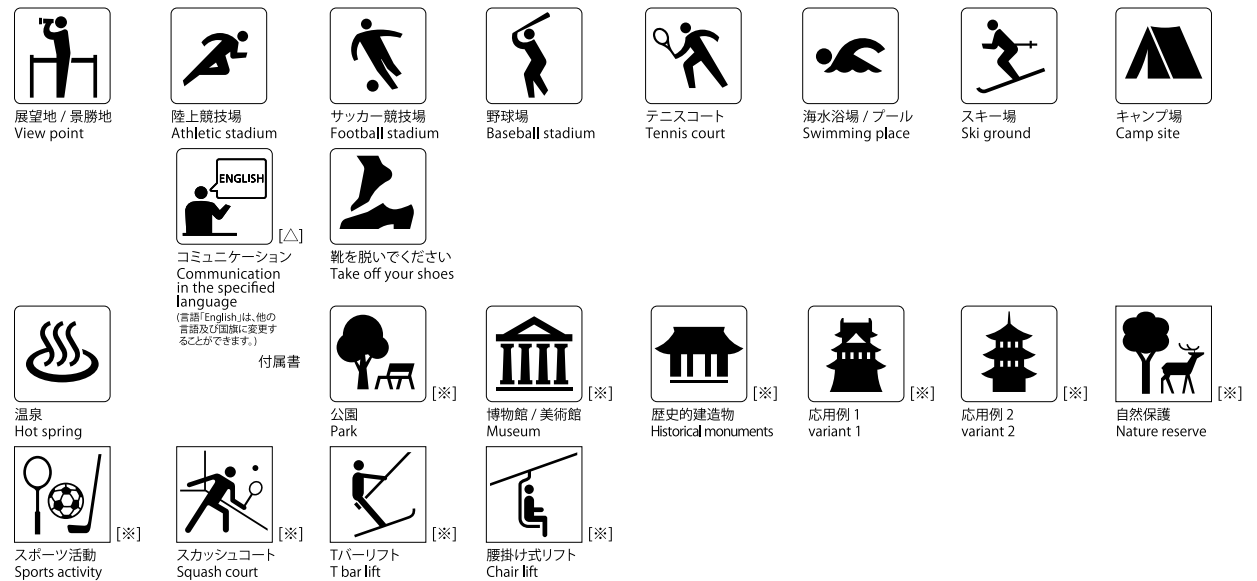 展望地 / 景勝地
View point
陸上競技場
Athletic stadium
サッカー競技場
Football stadium
野球場
Baseball stadium
テニスコート
Tennis court
海水浴場 / プール
Swimming place
スキー場
Ski ground
キャンプ場
Camp site
ENGLISH
[△]
コミュニケーション
Communication
in the specified
language
(言語「English」は、他の
言語及び国旗に変更す
ることができます。)
付属書
靴を脱いでください
Take off your shoes
温泉
Hot spring
[※]
公園
Park
[※]
博物館 / 美術館
Museum
[※]
歴史的建造物
Historical monuments
[※]
応用例 1
variant 1
[※]
応用例 2
variant 2
[※]
自然保護
Nature reserve
[※]
スポーツ活動
Sports activity
[※]
スカッシュコート
Squash court
[※]
Tバーリフト
T bar lift
[※]
腰掛け式リフト
Chair lift